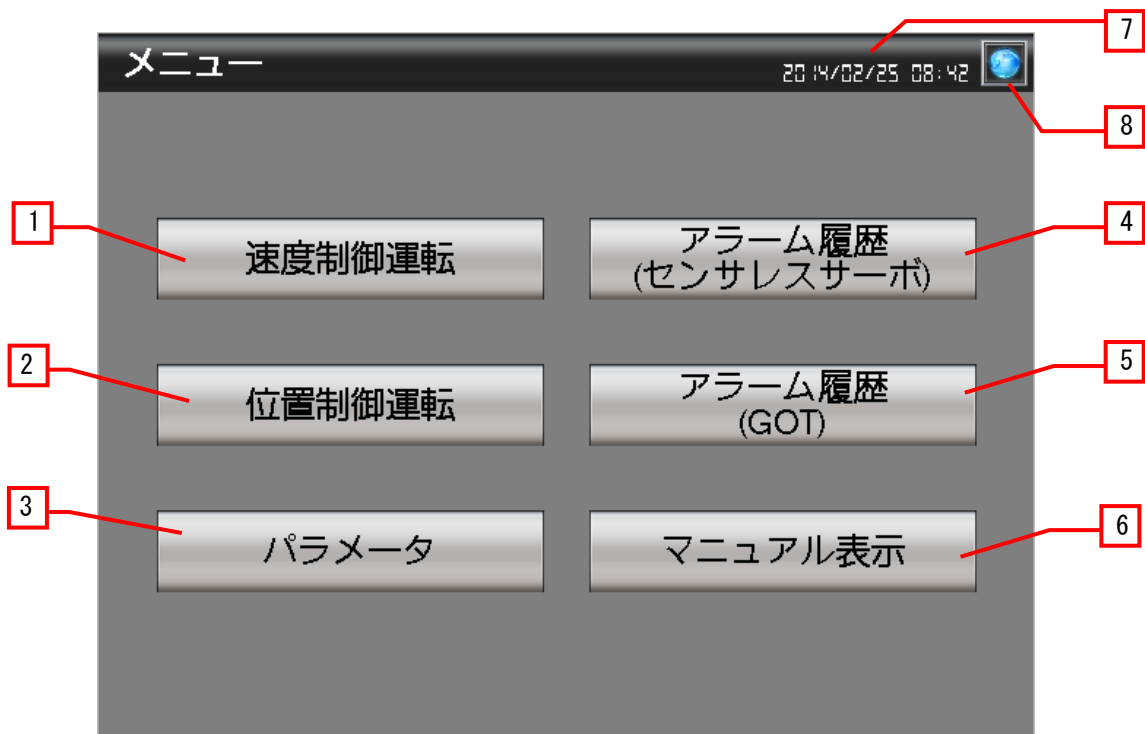 メニュー
2014/02/25 08:42
7
8
1
速度制御運転
アラーム履歴
(センサレスサーボ)
4
2
位置制御運転
アラーム履歴
(GOT)
5
3
パラメータ
マニュアル表示
6